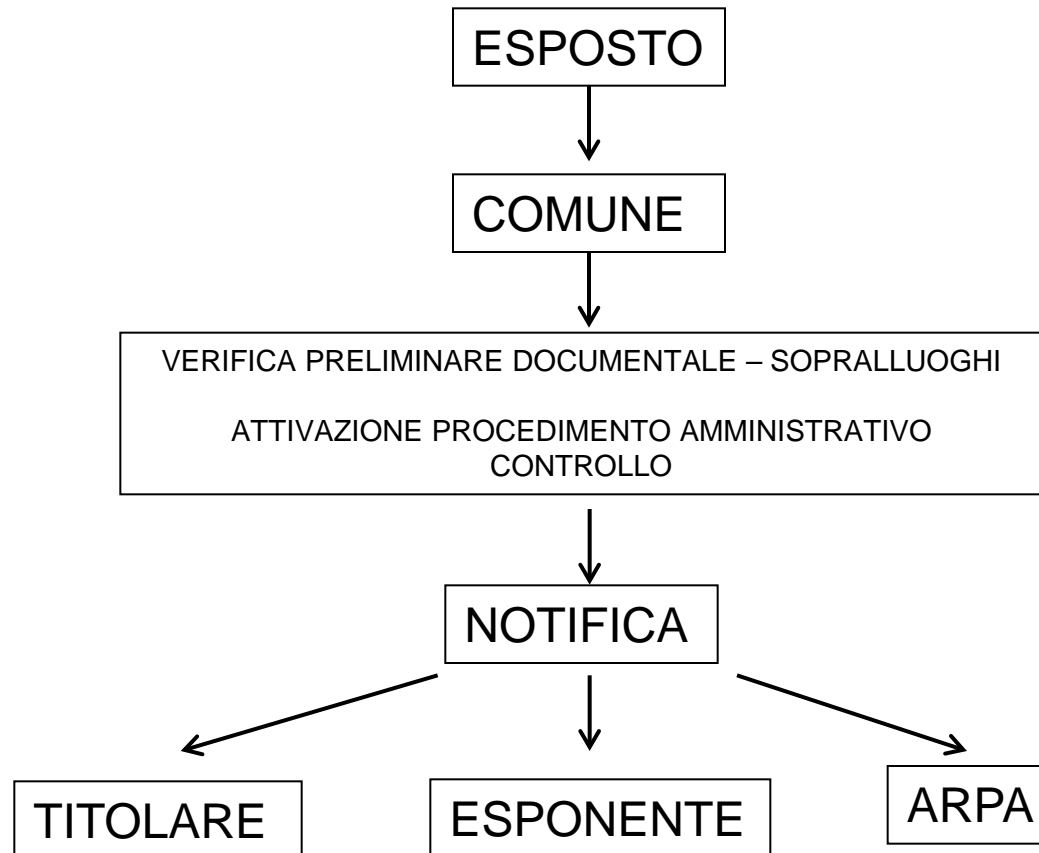 ESPOSTO
COMUNE
VERIFICA PRELIMINARE DOCUMENTALE – SOPRALLUOGHI
ATTIVAZIONE PROCEDIMENTO AMMINISTRATIVO
CONTROLLO
NOTIFICA
TITOLARE
ESPONENTE
ARPA